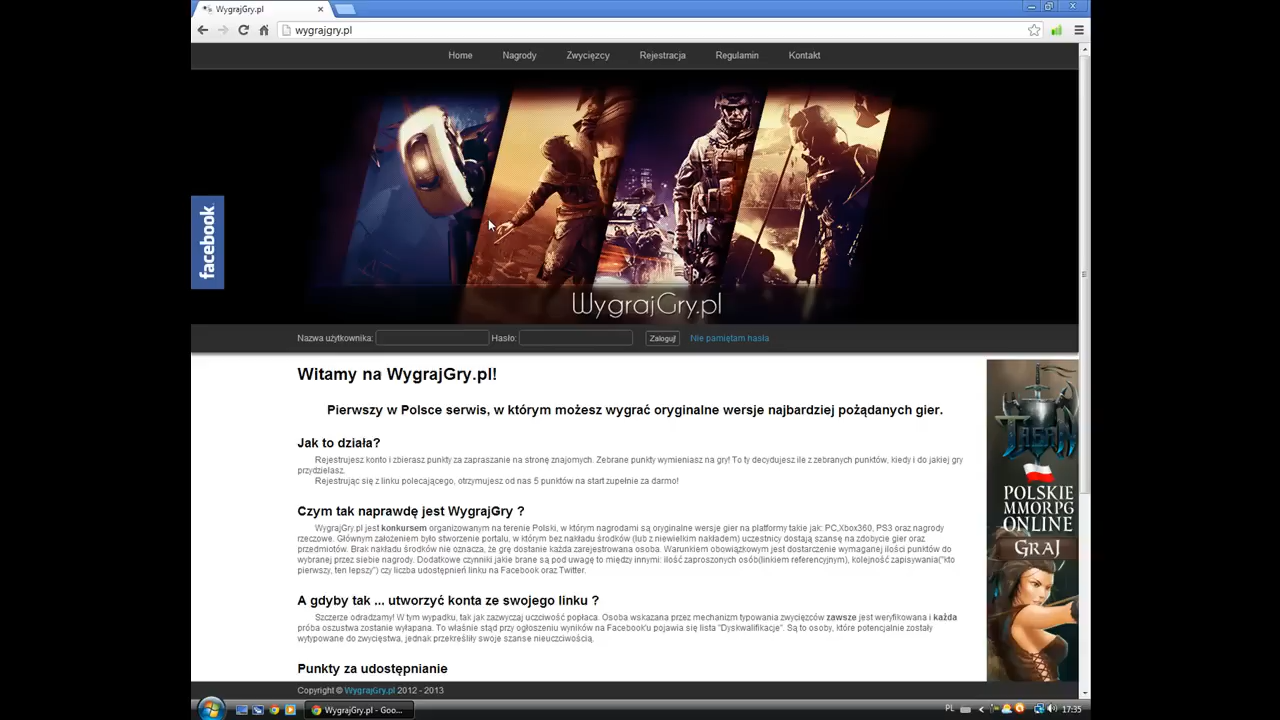 WygrajGry.pl
wygrajgry.pl
Home Nagrody Zwycięzcy Rejestracja Regulamin Kontakt
facebook
WygrajGry.pl
Nazwa użytkownika: Hasło: Zaloguj! Nie pamiętam hasła
Witamy na WygrajGry.pl!
Pierwszy w Polsce serwis, w którym możesz wygrać oryginalne wersje najbardziej pożądanych gier.
Jak to działa?
Rejestrujesz konto i zbierasz punkty za zapraszanie na stronę znajomych. Zebrane punkty wymieniasz na gry! To ty decydujesz ile z zebranych punktów, kiedy i do jakiej gry
przydzielasz.
Rejestrując się z linku polecającego, otrzymujesz od nas 5 punktów na start zupełnie za darmo!
Czym tak naprawdę jest WygrajGry ?
WygrajGry.pl jest konkursem organizowanym na terenie Polski, w którym nagrodami są oryginalne wersje gier na platformy takie jak: PC,Xbox360, PS3 oraz nagrody
rzeczowe. Głównym założeniem było stworzenie portalu, w którym bez nakładu środków (lub z niewielkim nakładem) uczestnicy dostają szansę na zdobycie gier oraz
przedmiotów. Brak nakładu środków nie oznacza, że grę dostanie każda zarejestrowana osoba. Warunkiem obowiązkowym jest dostarczenie wymaganej ilości punktów do
wybranej przez siebie nagrody. Dodatkowe czynniki jakie brane są pod uwagę to między innymi: ilość zaproszonych osób(linkiem referencyjnym), kolejność zapisywania("kto
pierwszy, ten lepszy") czy liczba udostępnień linku na Facebook oraz Twitter.
A gdyby tak ... utworzyć konta ze swojego linku ?
Szczerze odradzamy! W tym wypadku, tak jak zazwyczaj uczciwość popłaca. Osoba wskazana przez mechanizm typowania zwycięzców zawsze jest weryfikowana i każda
próba oszustwa zostanie wyłapana. To właśnie stąd przy ogłoszeniu wyników na Facebook'u pojawia się lista "Dyskwalifikacje". Są to osoby, które potencjalnie zostały
wytypowane do zwycięstwa, jednak przekreśliły swoje szanse nieuczciwością.
Punkty za udostępnianie
POLSKIE
MMORPG
ONLINE
GRAJ
Copyright © WygrajGry.pl 2012 - 2013
WygrajGry.pl - Goo...
PL
17:35